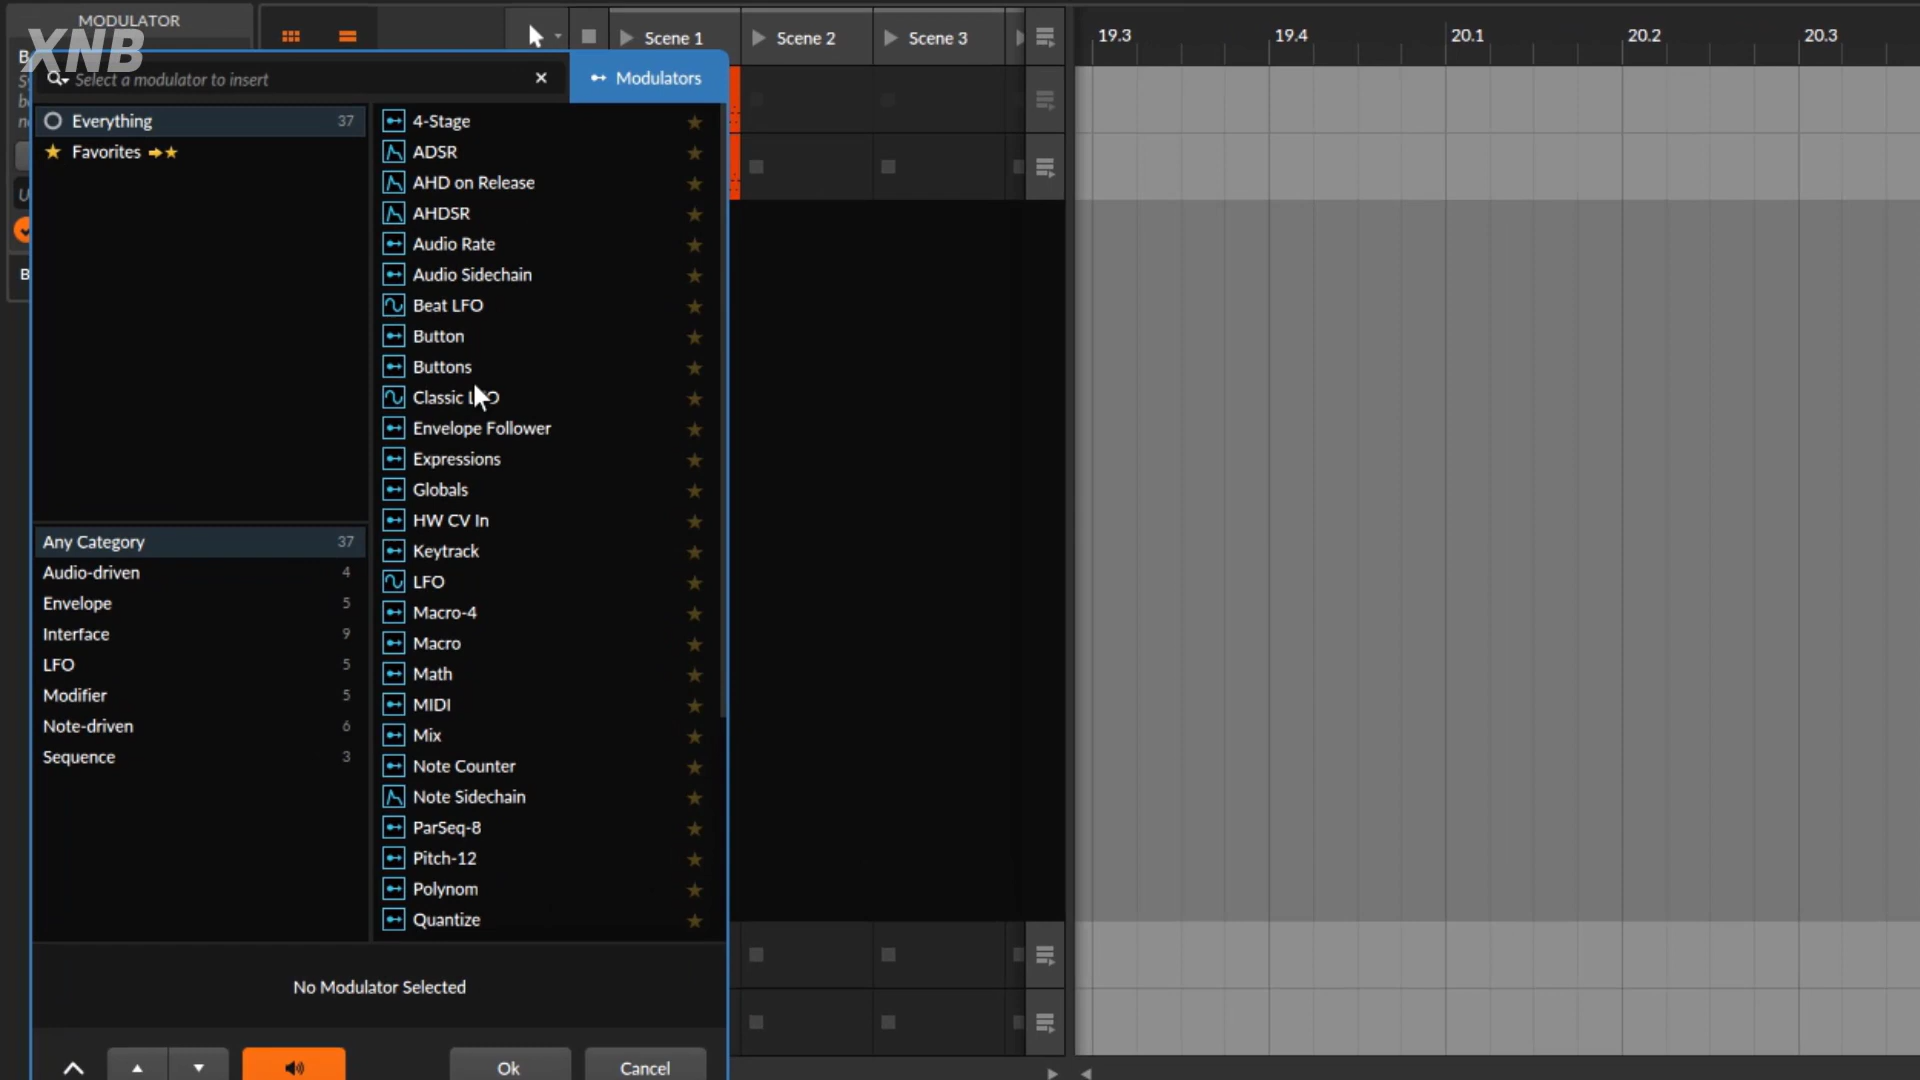 MODULATOR
XNB
Scene 1
Scene 2
Scene 3
19.3
19.4
20.1
20.2
20.3
Select a modulator to insert
Modulators
Everything 37
Favorites
4-Stage
ADSR
AHD on Release
AHDSR
Audio Rate
Audio Sidechain
Beat LFO
Button
Buttons
Classic LFO
Envelope Follower
Expressions
Globals
HW CV In
Keytrack
LFO
Macro-4
Macro
Math
MIDI
Mix
Note Counter
Note Sidechain
ParSeq-8
Pitch-12
Polynom
Quantize
Any Category 37
Audio-driven 4
Envelope 5
Interface 9
LFO 5
Modifier 5
Note-driven 6
Sequence 3
No Modulator Selected
Ok
Cancel